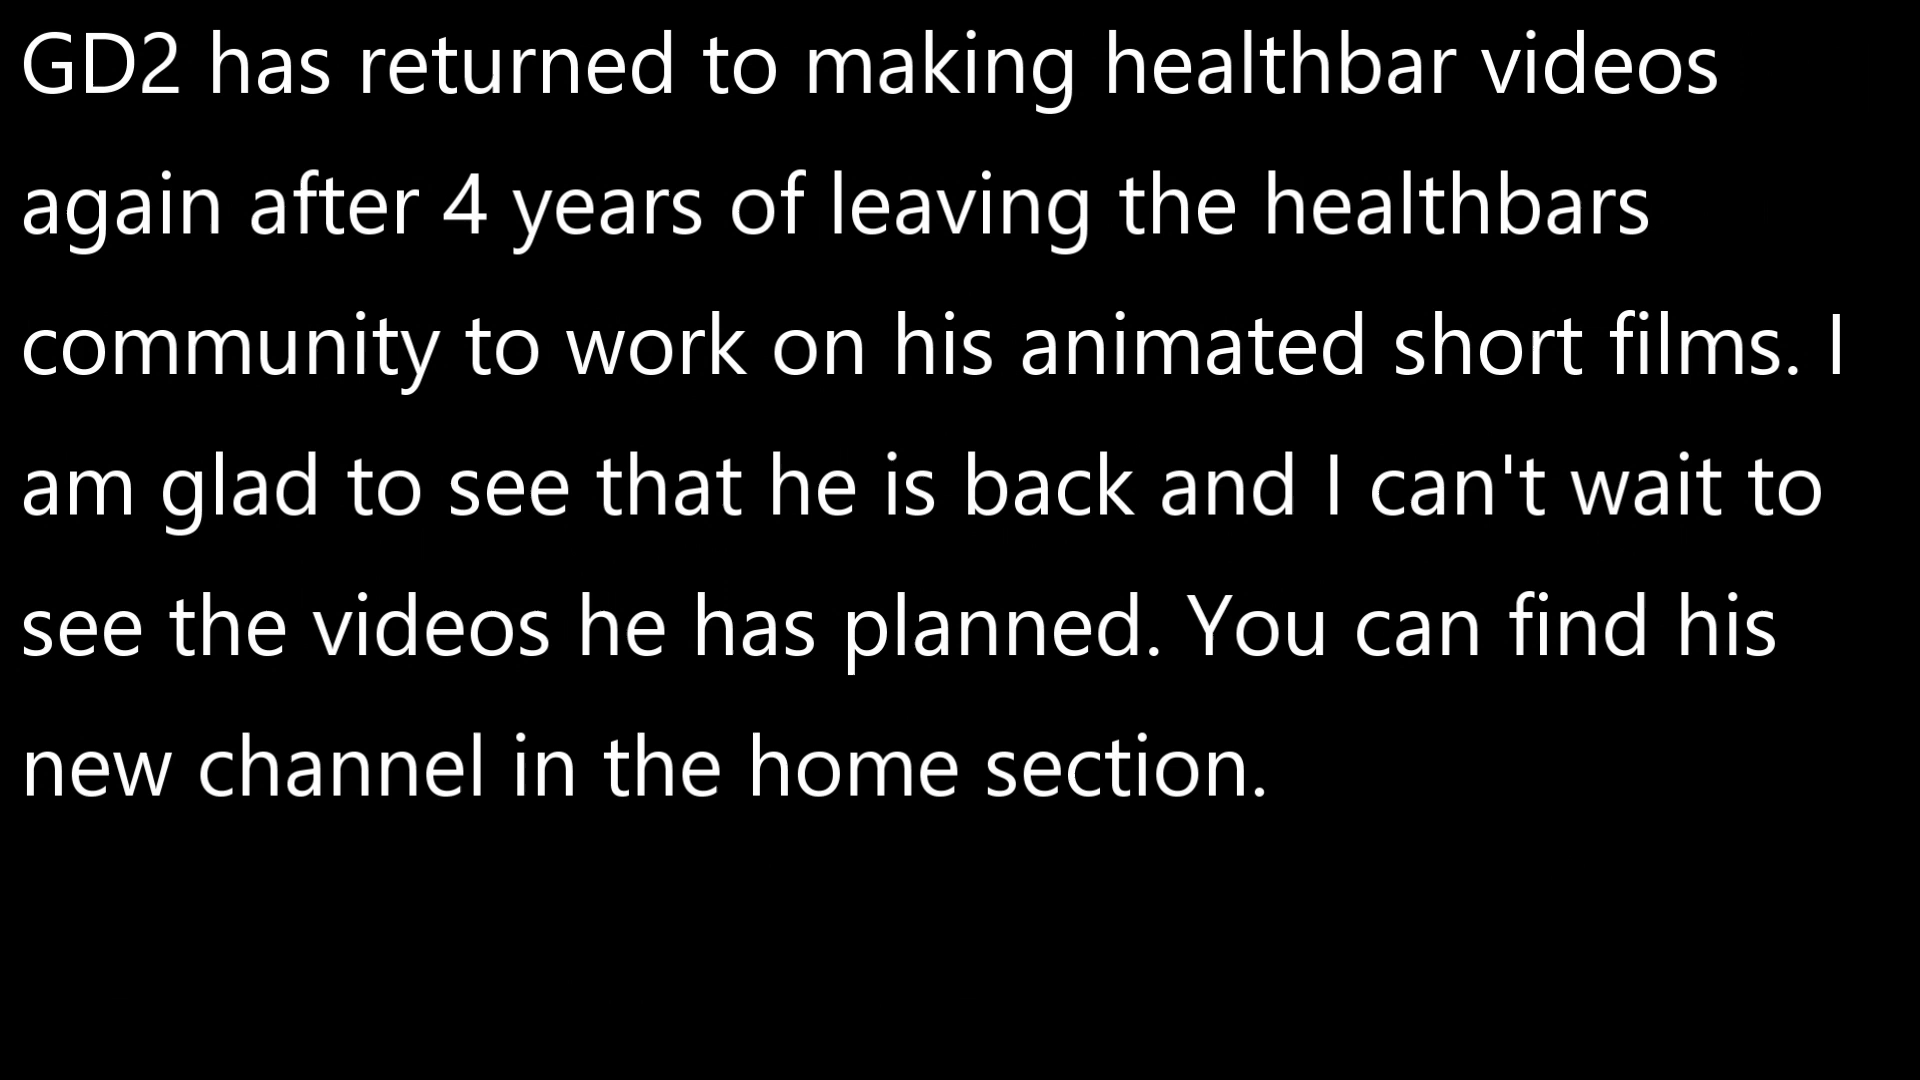 GD2 has returned to making healthbar videos
again after 4 years of leaving the healthbars
community to work on his animated short films. I
am glad to see that he is back and I can't wait to
see the videos he has planned. You can find his
new channel in the home section.